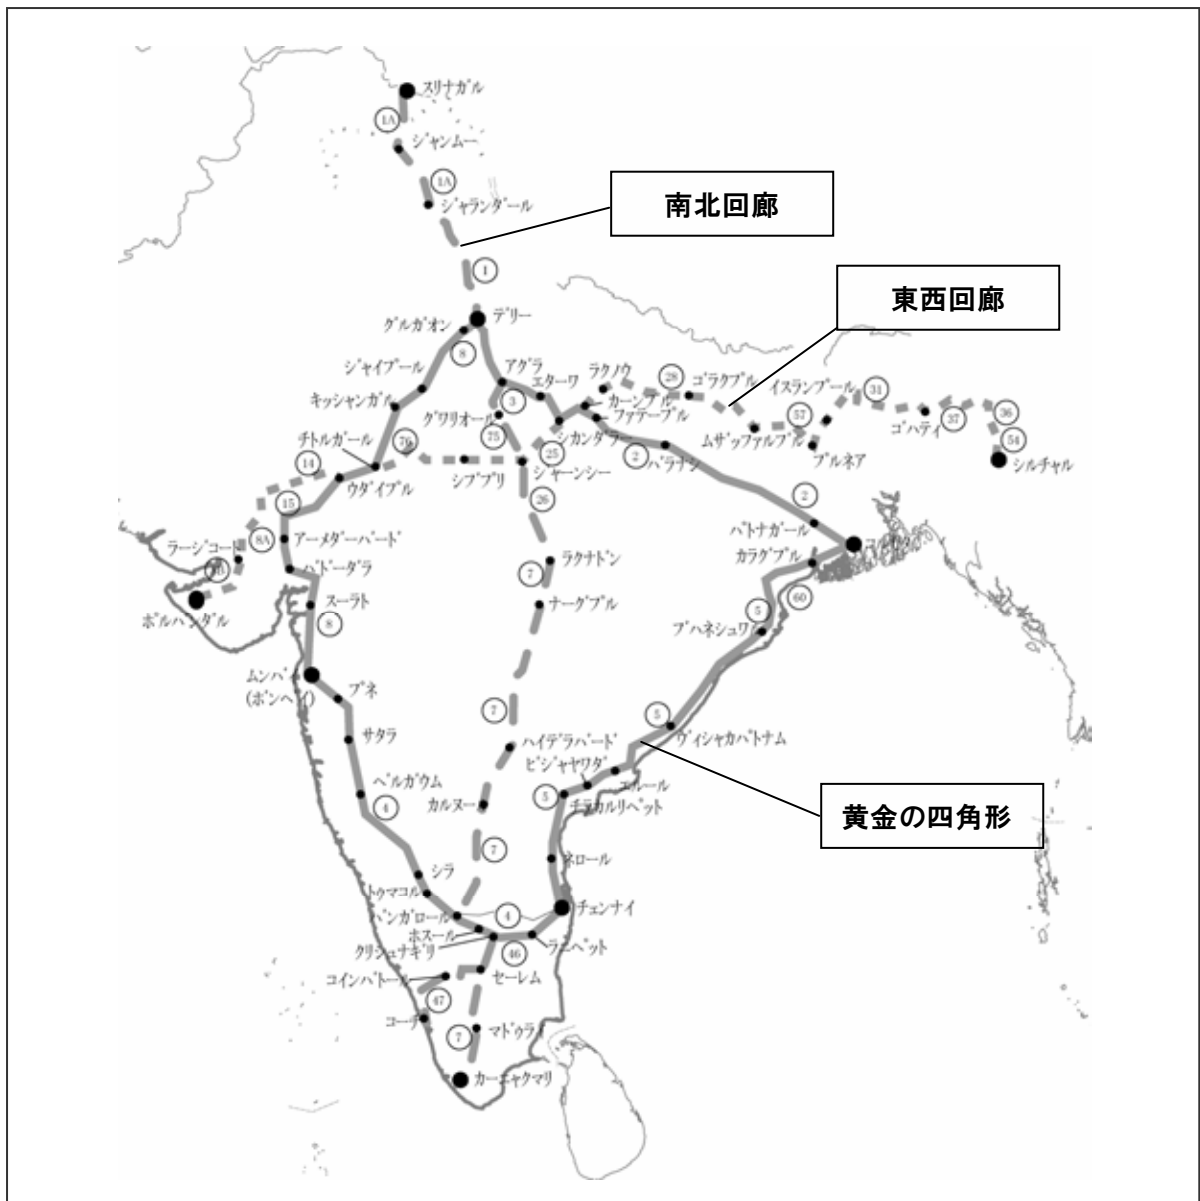 スリナガル
1A
ジャンムー
1A
ジャランダール
南北回廊
1
東西回廊
デリー
グルガオン
8
ジャイプール
アグラ
エターワ
ラクノウ
28
ゴラクプル
イスランプール
31
キッシャンガル
3
カーンプル
ファテープル
グワリオール
37
36
57
ゴハティ
ムザッファルプル
チトルガール
76
75
25
シカンダラー
2
バラナシ
プルネア
54
シルチャル
14
ウダイプル
シブプリ
ジャーンシー
15
26
2
パトナガール
8A
アーメダーバード
ラージコート
カラグプル
ラクナドン
バドーダラ
7
60
ポルバンダル
スーラト
ナーグプル
5
8
ブバネシュワ
ムンバイ
(ボンベイ)
プネ
7
5
サタラ
ヴィシャカパトナム
ハイデラバード
ビジャヤワダ
エルール
ベルガウム
4
カルヌー
5
チラカルリペット
黄金の四角形
7
ネロール
シラ
トゥマコル
バンガロール
4
チェンナイ
ホスール
クリシュナギリ
46
ラニペット
コインバトール
セーレム
47
コーチ
7
マドゥライ
カーニャクマリ